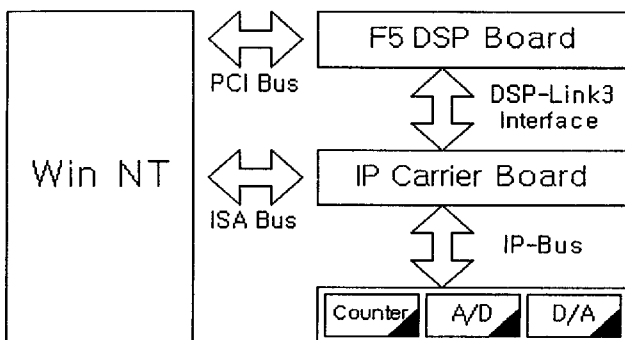 F5 DSP Board
PCI Bus
DSP-Link3
Interface
Win NT
IP Carrier Board
ISA Bus
IP-Bus
Counter
A/D
D/A